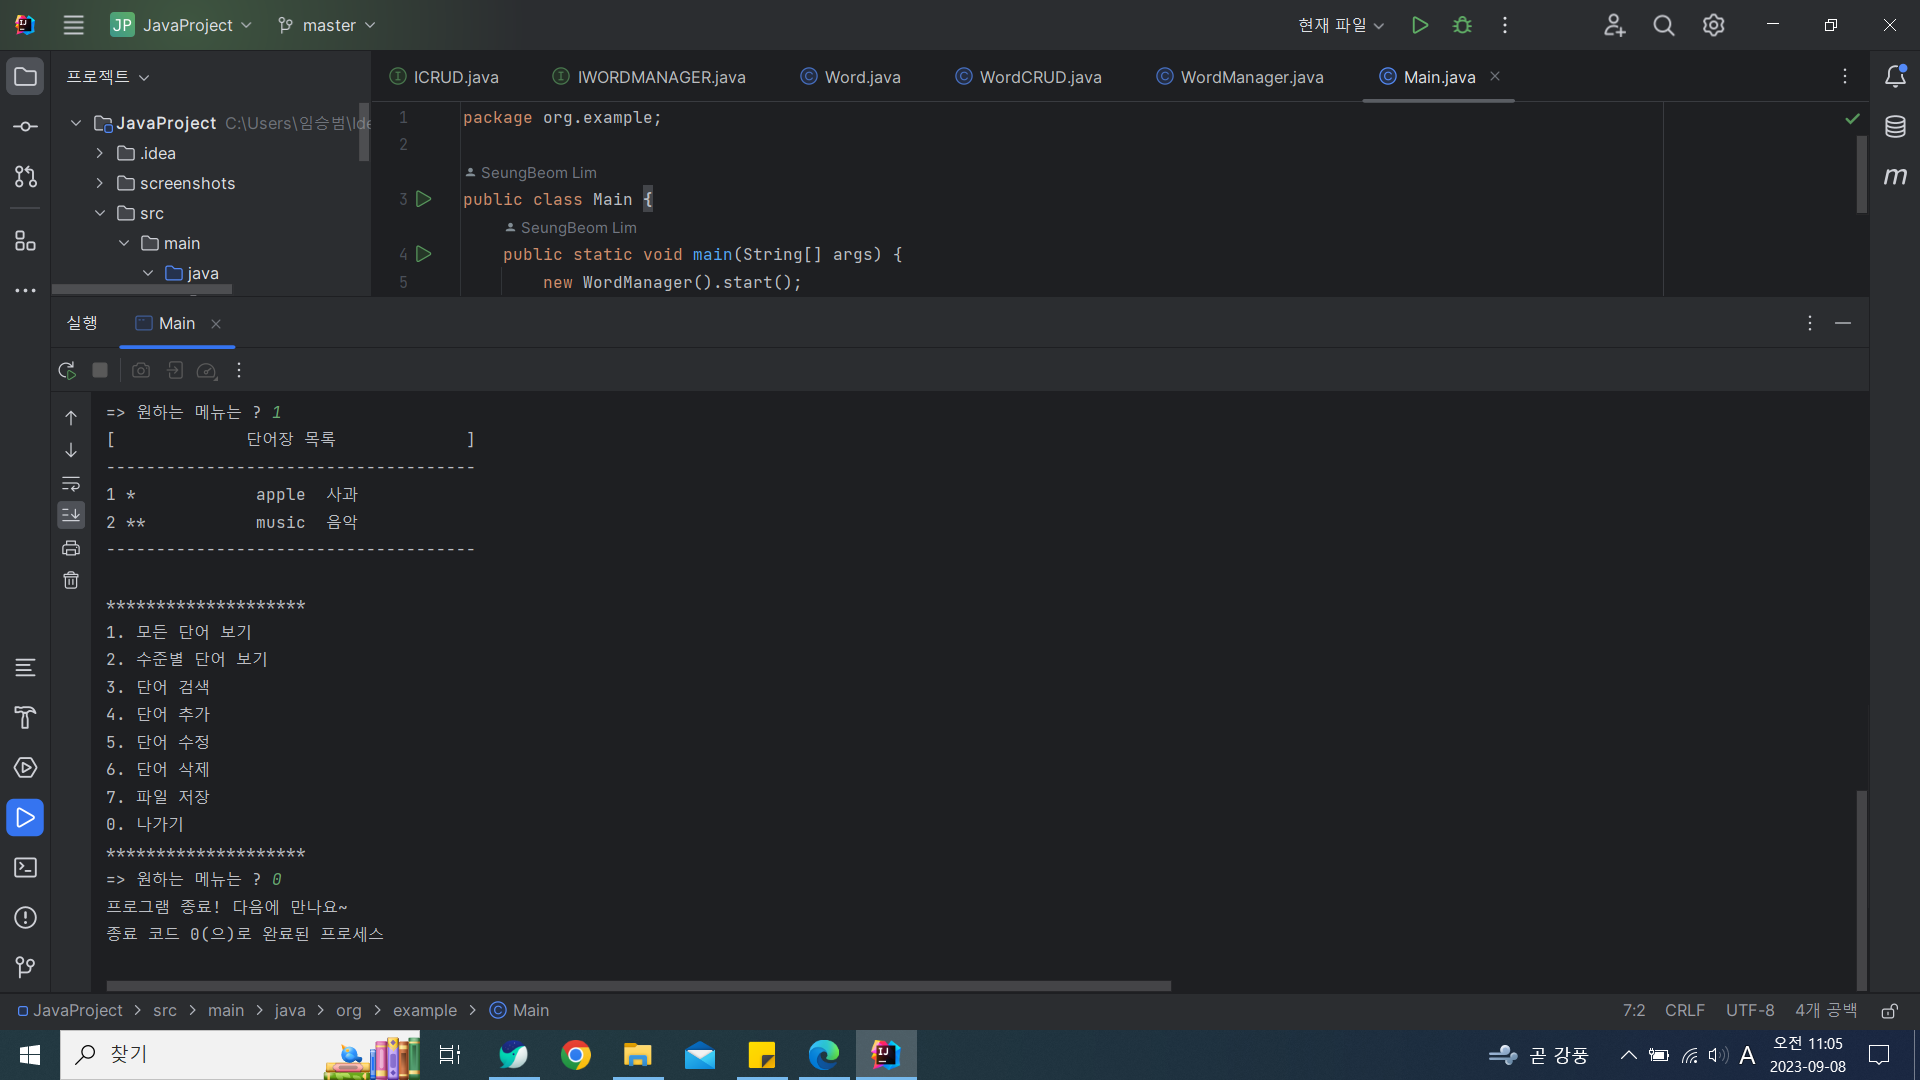 JP JavaProject master 현재 파일
프로젝트
ICRUD.java IWORDMANAGER.java Word.java WordCRUD.java WordManager.java Main.java
JavaProject C:\Users\임승범\Ide
.idea
screenshots
src
main
java
1 package org.example;
2
SeungBeom Lim
3 public class Main {
SeungBeom Lim
4 public static void main(String[] args) {
5 new WordManager().start();
실행 Main
=> 원하는 메뉴는 ? 1
[ 단어장 목록 ]
-------------------------------------
1 * apple 사과
2 ** music 음악
-------------------------------------
********************
1. 모든 단어 보기
2. 수준별 단어 보기
3. 단어 검색
4. 단어 추가
5. 단어 수정
6. 단어 삭제
7. 파일 저장
0. 나가기
********************
=> 원하는 메뉴는 ? 0
프로그램 종료! 다음에 만나요~
종료 코드 0(으)로 완료된 프로세스
JavaProject > src > main > java > org > example > Main 7:2 CRLF UTF-8 4개 공백
찾기 곧 강풍 A 오전 11:05
2023-09-08